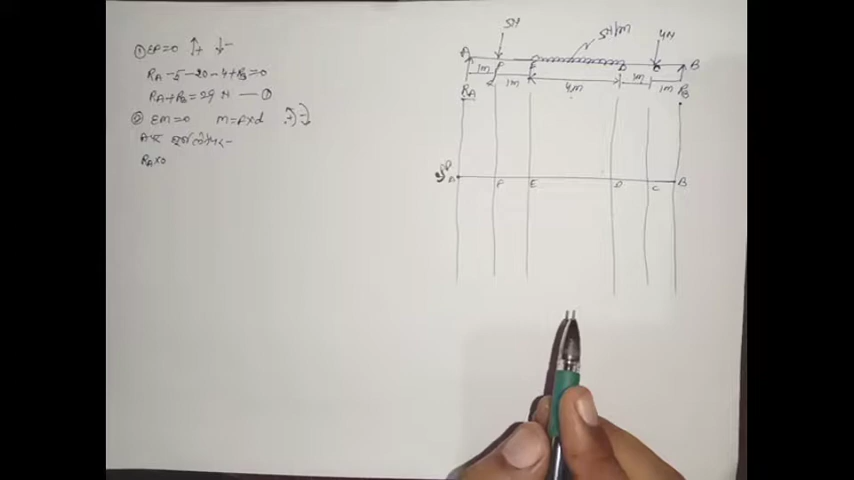 ① ΣF=0 ↑+ ↓-
RA-5-20-4+RB=0
RA+RB=29 N — ①
② ΣM=0 M=F×d
RA×0
5N
5N/m
4N
A F E D C B
1m 1m 4m 1m 1m
RA RB
A F E D C B